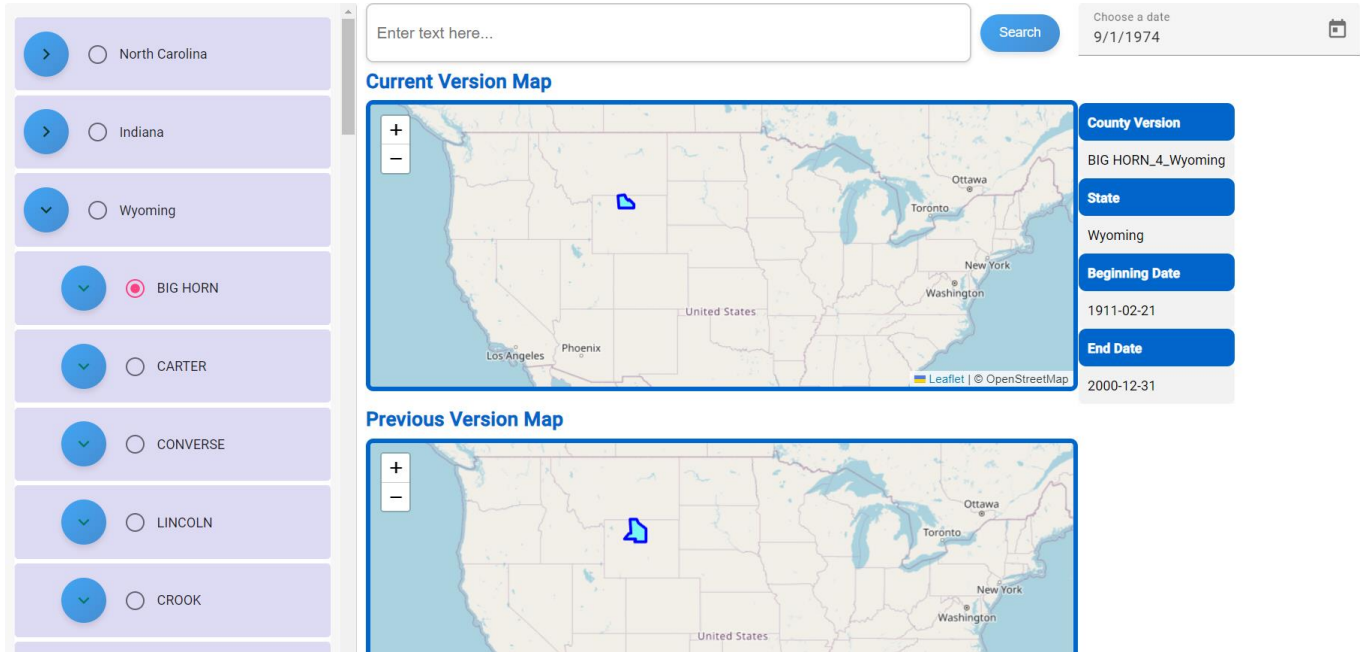 North Carolina
Indiana
Wyoming
BIG HORN
CARTER
CONVERSE
LINCOLN
CROOK
Enter text here...
Search
Choose a date
9/1/1974
Current Version Map
+
−
Ottawa
Toronto
New York
Washington
United States
Los Angeles
Phoenix
Leaflet | © OpenStreetMap
County Version
BIG HORN_4_Wyoming
State
Wyoming
Beginning Date
1911-02-21
End Date
2000-12-31
Previous Version Map
+
−
Ottawa
Toronto
New York
Washington
United States